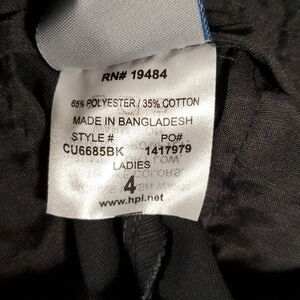 RN# 19484
65% POLYESTER / 35% COTTON
MADE IN BANGLADESH
STYLE # PO#
CU6685BK 1417979
LADIES
4
www.hpi.net